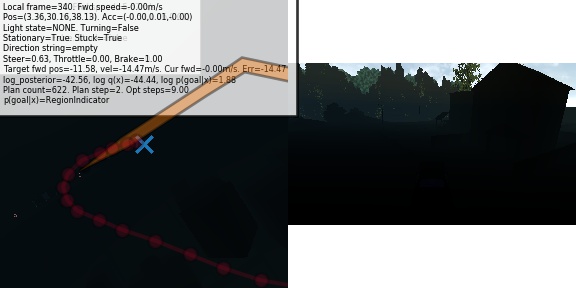 Local frame=340. Fwd speed=-0.00m/s
Pos=(3.36,30.16,38.13). Acc=(-0.00,0.01,-0.00)
Light state=NONE. Turning=False
Stationary=True. Stuck=True
Direction string=empty
Steer=0.63, Throttle=0.00, Brake=1.00
Target fwd pos=-11.58, vel=-14.47m/s. Cur fwd=-0.00m/s. Err=-14.47
log_posterior=-42.56, log q(x)=-44.44, log p(goal|x)=1.88
Plan count=622. Plan step=2. Opt steps=9.00
p(goal|x)=RegionIndicator